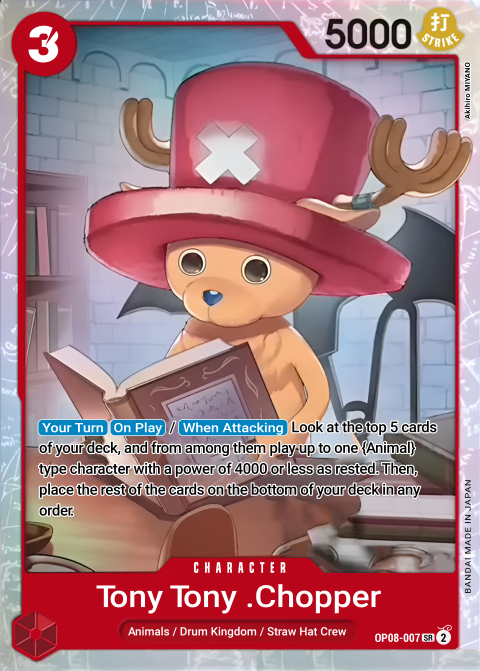 3
5000
打
STRIKE
Akihiro MIYANO
Your Turn On Play / When Attacking Look at the top 5 cards
of your deck, and from among them play up to one {Animal}
type character with a power of 4000 or less as rested. Then,
place the rest of the cards on the bottom of your deck in any
order.
BANDAI MADE IN JAPAN
CHARACTER
Tony Tony .Chopper
Animals / Drum Kingdom / Straw Hat Crew
OP08-007 SR 2